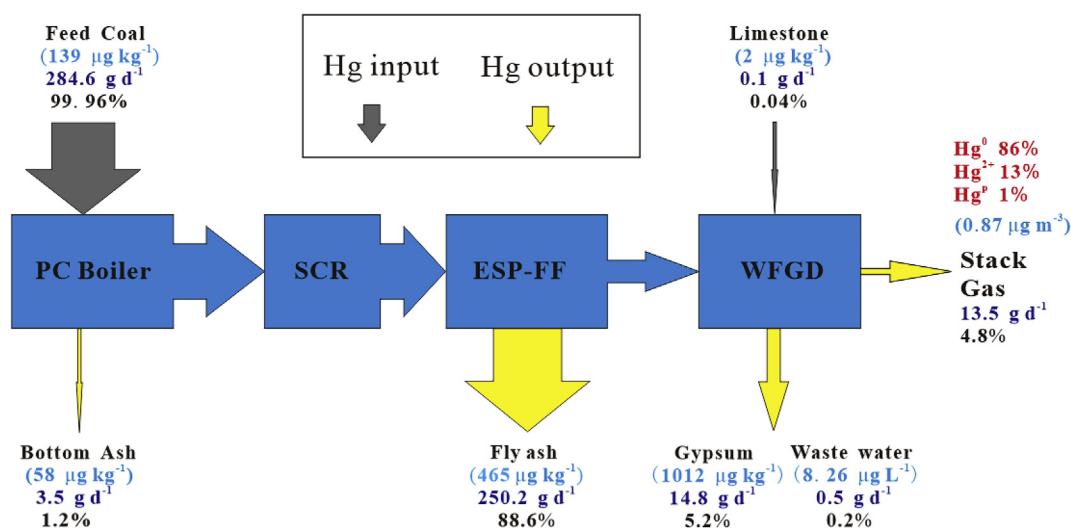 Feed Coal
(139 μg kg⁻¹)
284.6 g d⁻¹
99.96%
Hg input
Hg output
Limestone
(2 μg kg⁻¹)
0.1 g d⁻¹
0.04%
Hg⁰ 86%
Hg²⁺ 13%
Hgᴾ 1%
(0.87 μg m⁻³)
PC Boiler
SCR
ESP-FF
WFGD
Stack
Gas
13.5 g d⁻¹
4.8%
Bottom Ash
(58 μg kg⁻¹)
3.5 g d⁻¹
1.2%
Fly ash
(465 μg kg⁻¹)
250.2 g d⁻¹
88.6%
Gypsum
(1012 μg kg⁻¹)
14.8 g d⁻¹
5.2%
Waste water
(8.26 μg L⁻¹)
0.5 g d⁻¹
0.2%